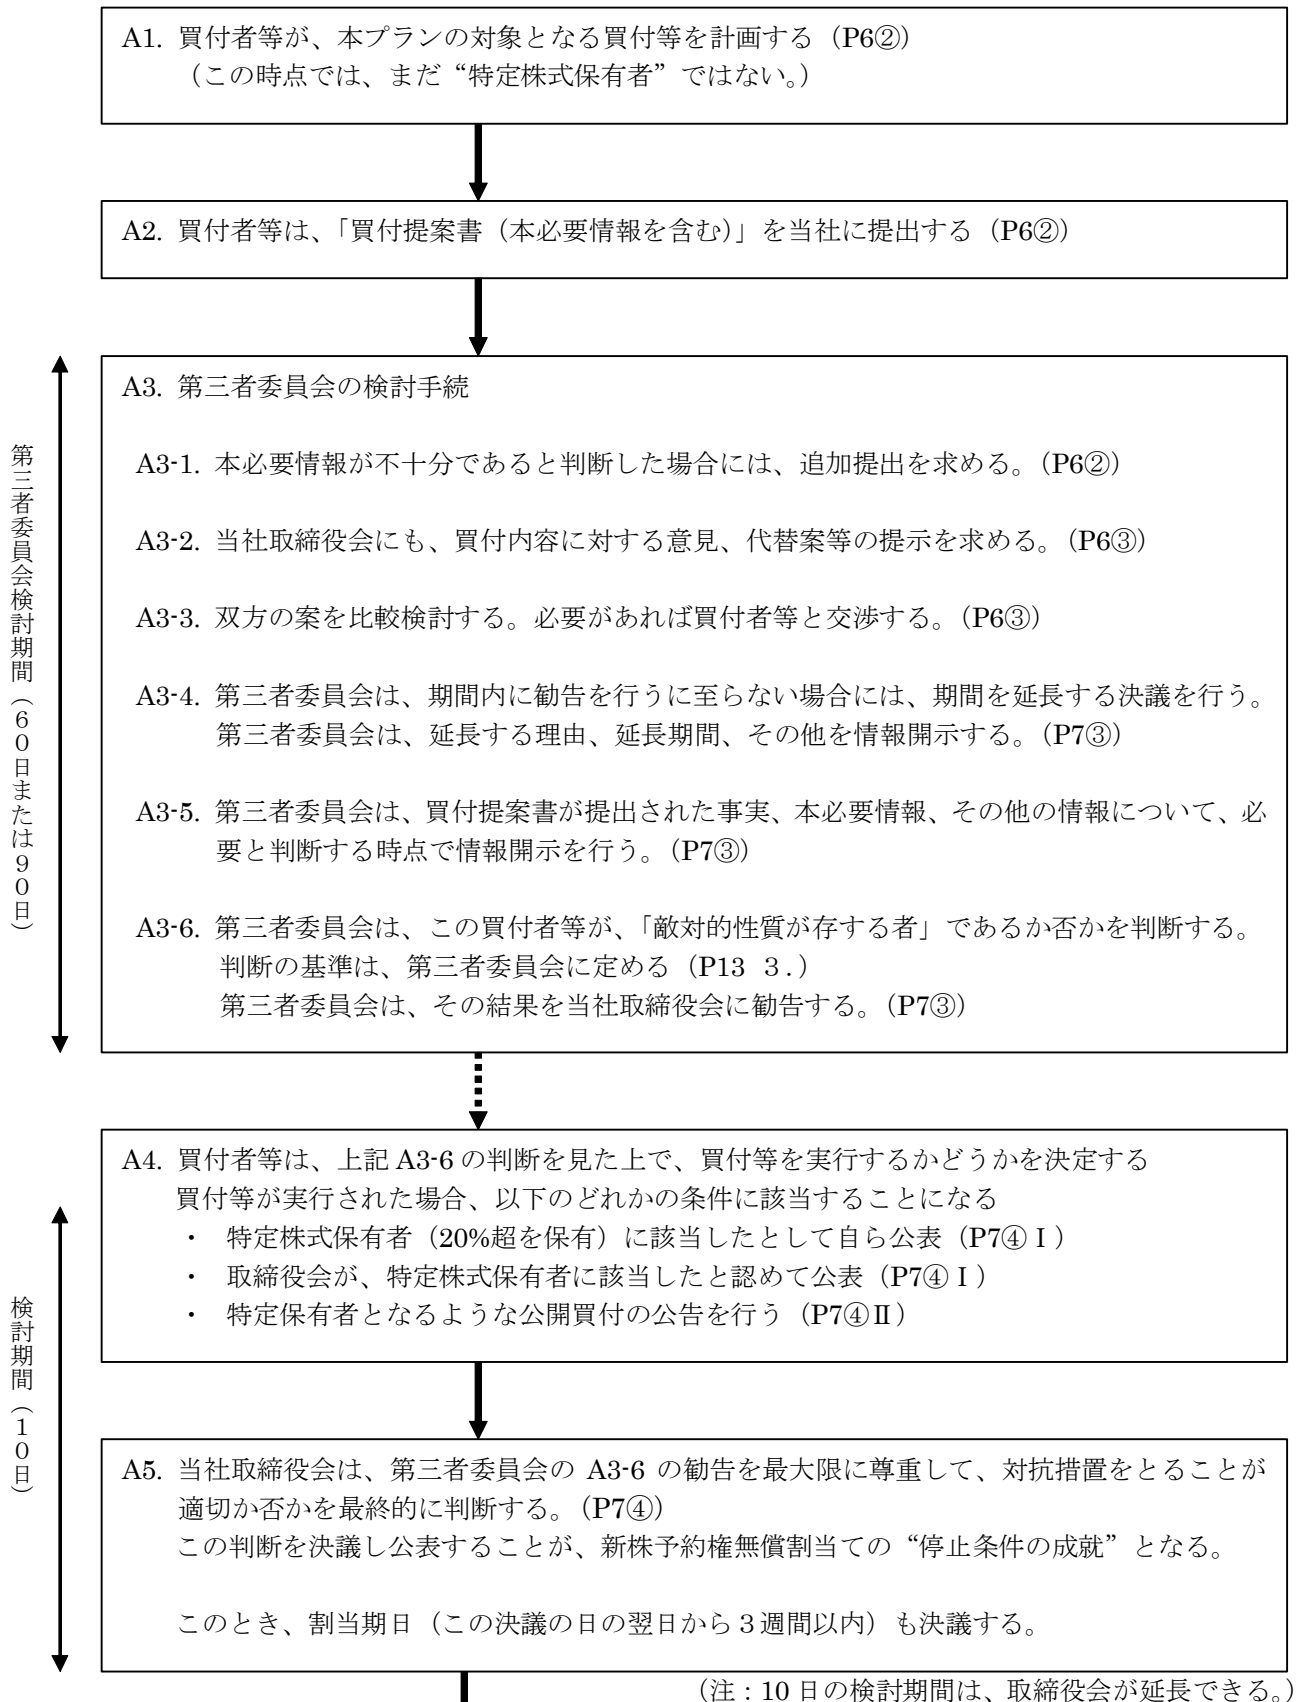 A1. 買付者等が、本プランの対象となる買付等を計画する（P6②）
（この時点では、まだ“特定株式保有者”ではない。）
A2. 買付者等は、「買付提案書（本必要情報を含む）」を当社に提出する（P6②）
第三者委員会検討期間（６０日または９０日）
A3. 第三者委員会の検討手続
A3-1. 本必要情報が不十分であると判断した場合には、追加提出を求める。（P6②）
A3-2. 当社取締役会にも、買付内容に対する意見、代替案等の提示を求める。（P6③）
A3-3. 双方の案を比較検討する。必要があれば買付者等と交渉する。（P6③）
A3-4. 第三者委員会は、期間内に勧告を行うに至らない場合には、期間を延長する決議を行う。
第三者委員会は、延長する理由、延長期間、その他を情報開示する。（P7③）
A3-5. 第三者委員会は、買付提案書が提出された事実、本必要情報、その他の情報について、必
要と判断する時点で情報開示を行う。（P7③）
A3-6. 第三者委員会は、この買付者等が、「敵対的性質が存する者」であるか否かを判断する。
判断の基準は、第三者委員会に定める（P13 ３.）
第三者委員会は、その結果を当社取締役会に勧告する。（P7③）
検討期間（１０日）
A4. 買付者等は、上記 A3-6 の判断を見た上で、買付等を実行するかどうかを決定する
買付等が実行された場合、以下のどれかの条件に該当することになる
・ 特定株式保有者（20%超を保有）に該当したとして自ら公表（P7④Ⅰ）
・ 取締役会が、特定株式保有者に該当したと認めて公表（P7④Ⅰ）
・ 特定保有者となるような公開買付の公告を行う（P7④Ⅱ）
A5. 当社取締役会は、第三者委員会の A3-6 の勧告を最大限に尊重して、対抗措置をとることが
適切か否かを最終的に判断する。（P7④）
この判断を決議し公表することが、新株予約権無償割当ての“停止条件の成就”となる。
このとき、割当期日（この決議の日の翌日から３週間以内）も決議する。
（注：10 日の検討期間は、取締役会が延長できる。）